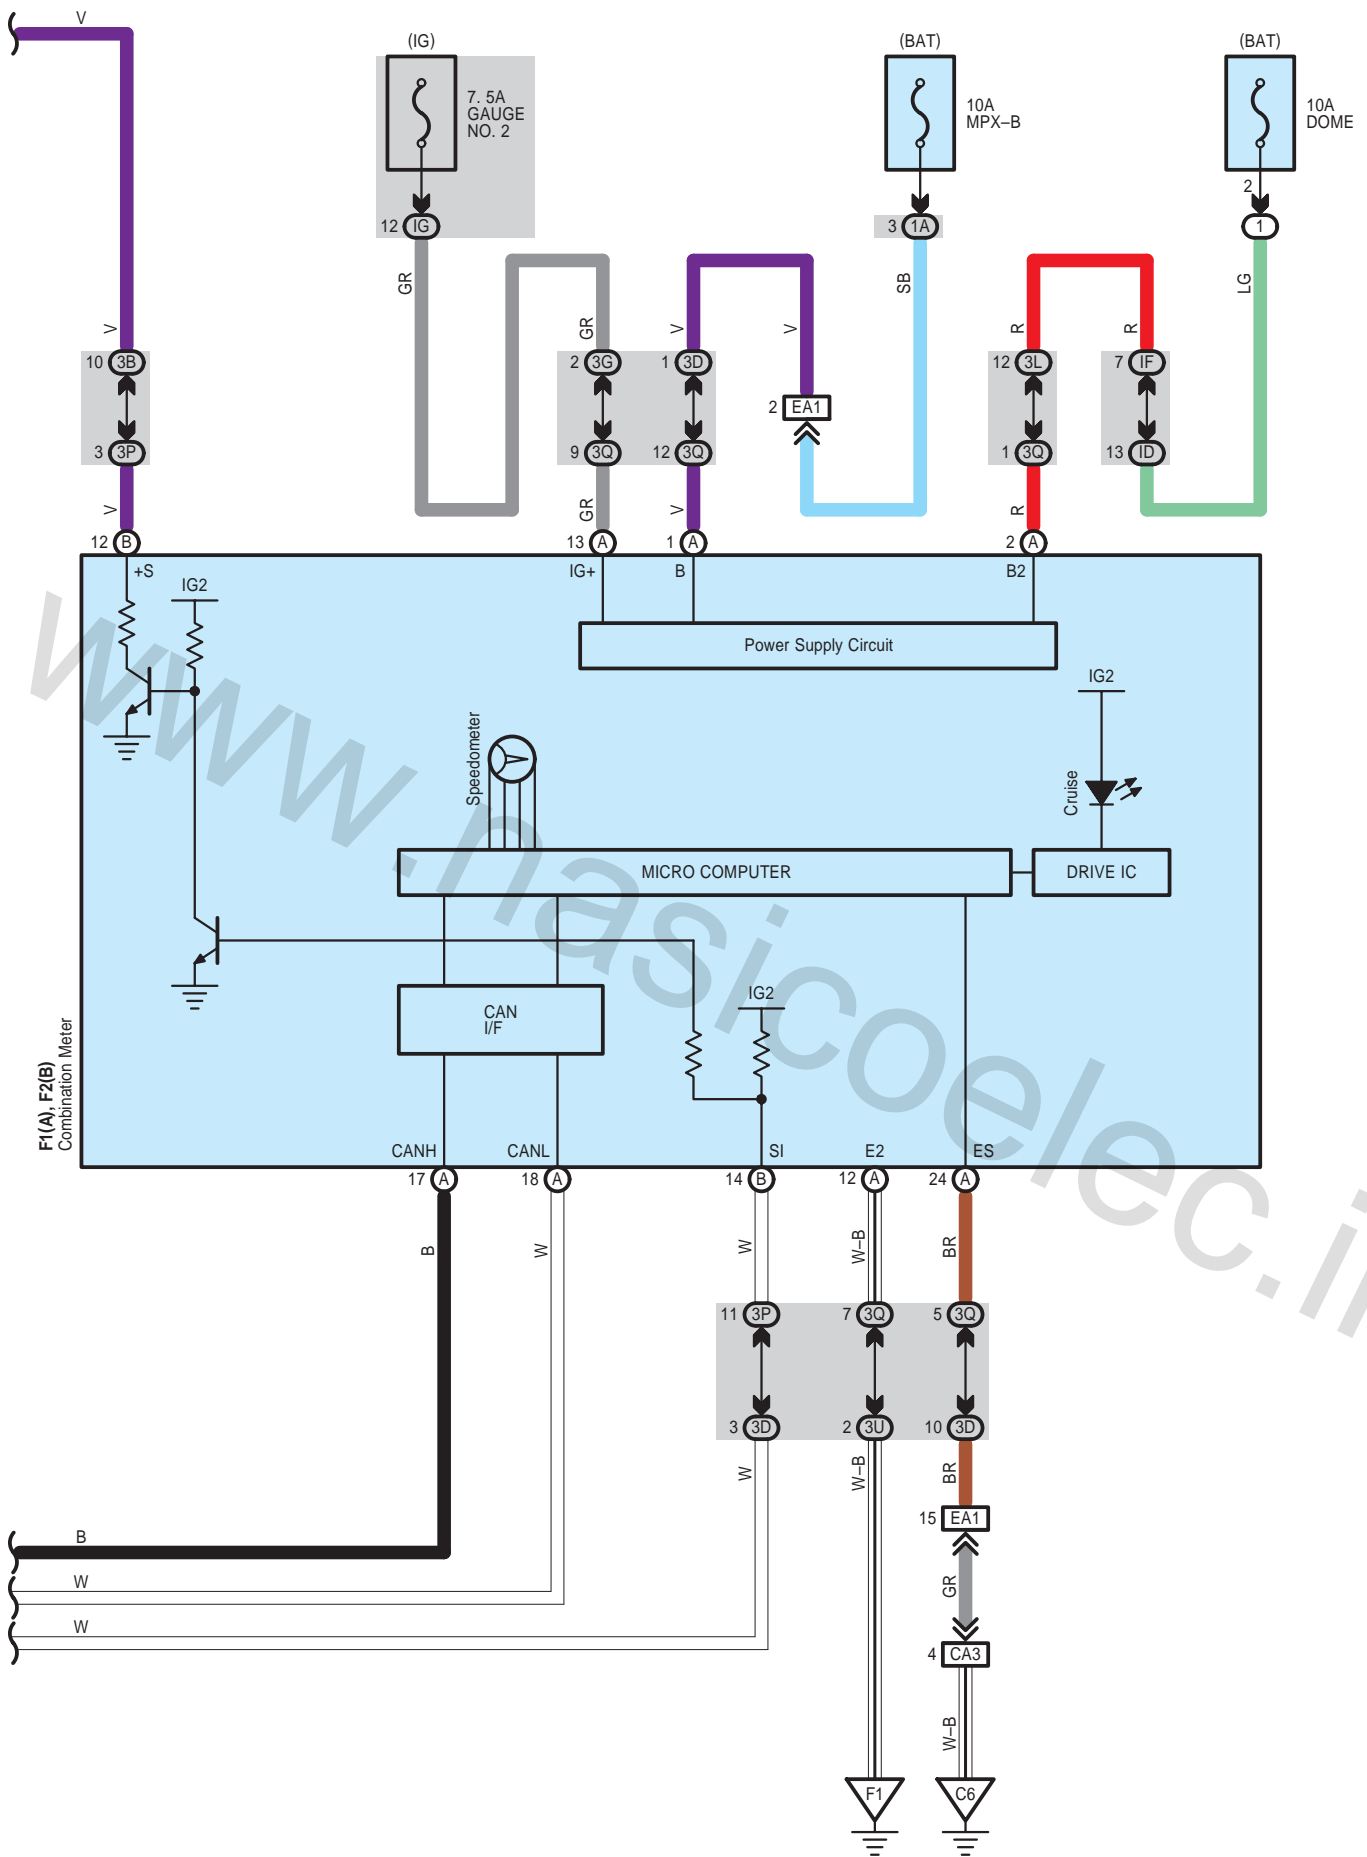 V
(IG)
(BAT)
(BAT)
7. 5A
GAUGE
NO. 2
10A
MPX–B
10A
DOME
2
12 IG
3 1A
1
GR
SB
LG
V
GR
V
V
R
R
10 3B
2 3G
1 3D
12 3L
7 IF
2 EA1
3 3P
9 3Q
12 3Q
1 3Q
13 ID
V
GR
V
R
12 B
13 A
1 A
2 A
+S
IG+
B
B2
IG2
Power Supply Circuit
IG2
Speedometer
Cruise
MICRO COMPUTER
DRIVE IC
IG2
CAN
I/F
F1(A), F2(B)
Combination Meter
CANH
CANL
SI
E2
ES
17 A
18 A
14 B
12 A
24 A
B
W
W
W–B
BR
11 3P
7 3Q
5 3Q
3 3D
2 3U
10 3D
W
W–B
BR
15 EA1
B
W
GR
W
4 CA3
W–B
F1
C6
www.nasicoelec.ir